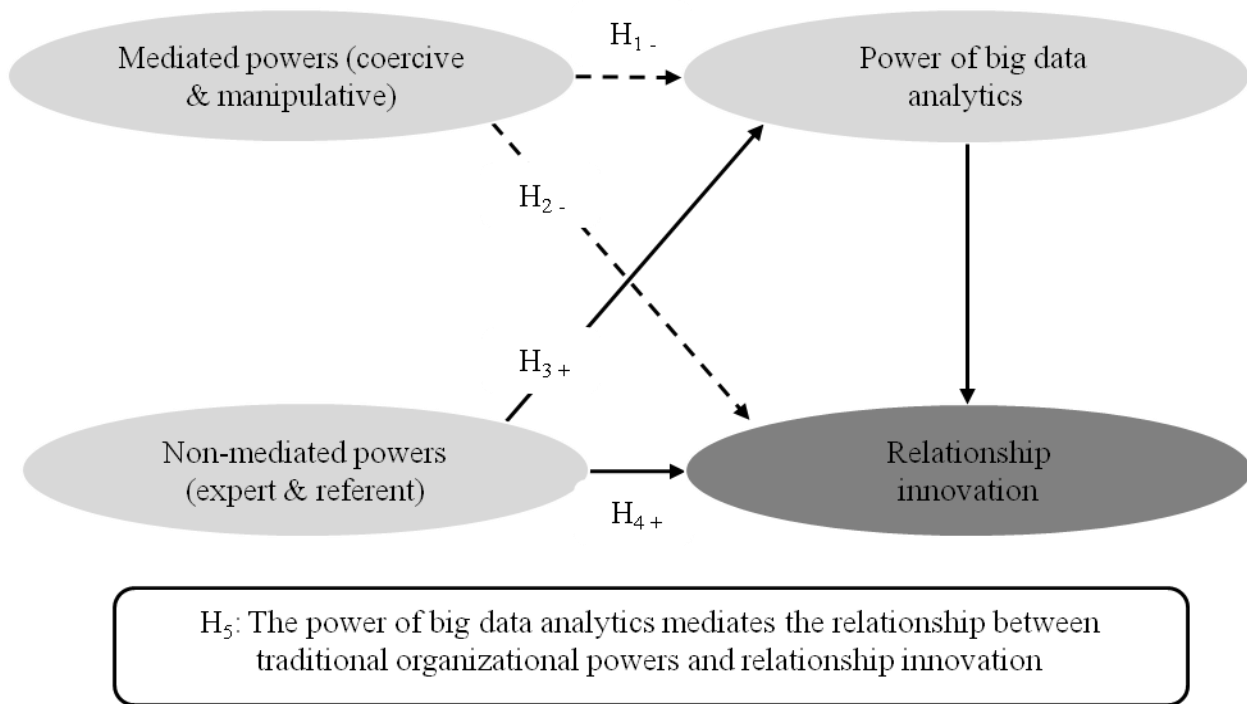 H₁ -
Mediated powers (coercive
& manipulative)
Power of big data
analytics
H₂ -
H₃ +
Non-mediated powers
(expert & referent)
Relationship
innovation
H₄ +
H₅: The power of big data analytics mediates the relationship between
traditional organizational powers and relationship innovation